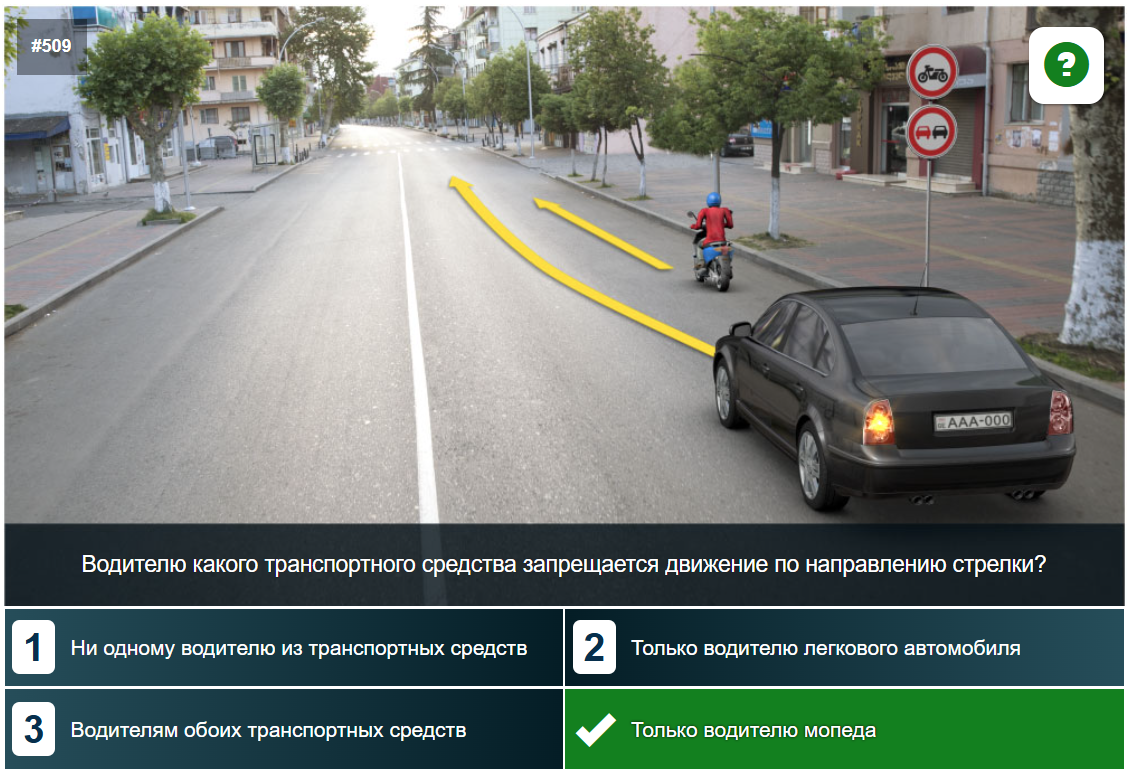 #509
?
AAA-000
Водителю какого транспортного средства запрещается движение по направлению стрелки?
1 Ни одному водителю из транспортных средств
2 Только водителю легкового автомобиля
3 Водителям обоих транспортных средств
Только водителю мопеда